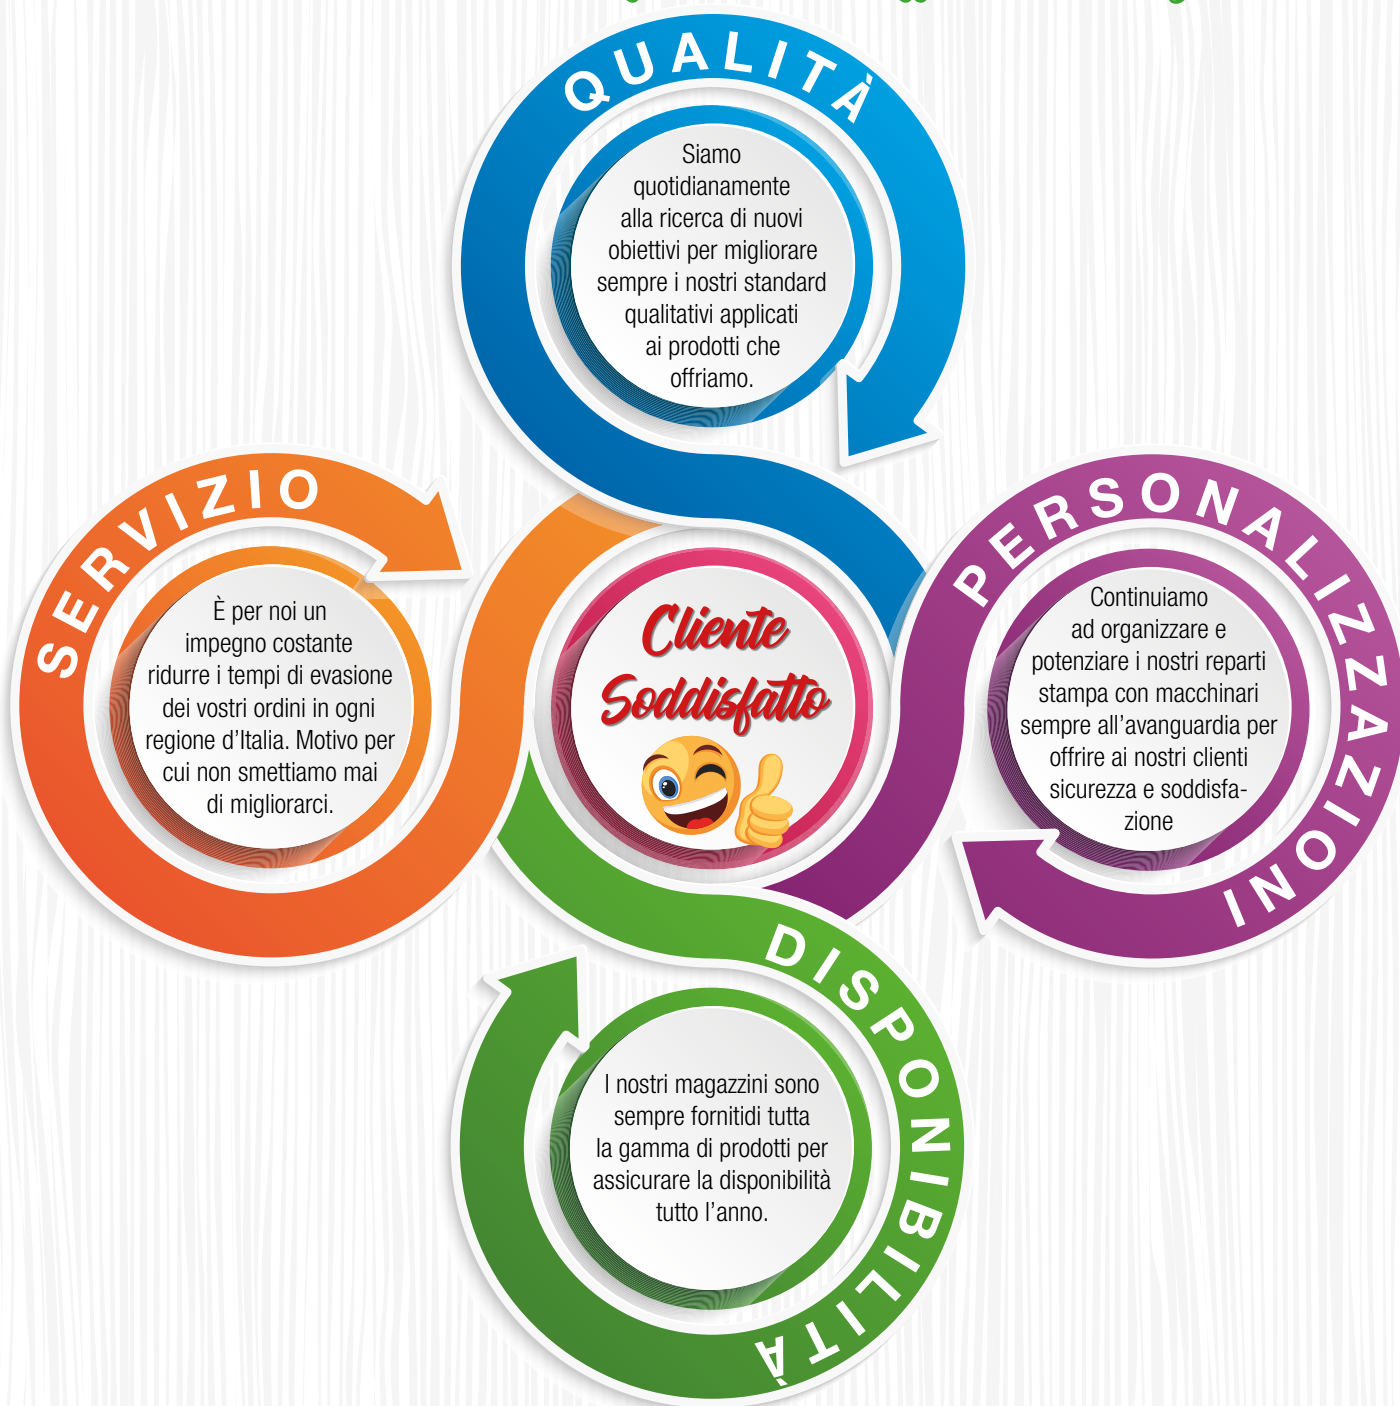 QUALITÀ
Siamo
quotidianamente
alla ricerca di nuovi
obiettivi per migliorare
sempre i nostri standard
qualitativi applicati
ai prodotti che
offriamo.
SERVIZIO
È per noi un
impegno costante
ridurre i tempi di evasione
dei vostri ordini in ogni
regione d'Italia. Motivo per
cui non smettiamo mai
di migliorarci.
Cliente
Soddisfatto
PERSONALIZZAZIONI
Continuiamo
ad organizzare e
potenziare i nostri reparti
stampa con macchinari
sempre all'avanguardia per
offrire ai nostri clienti
sicurezza e soddisfa-
zione
DISPONIBILITÀ
I nostri magazzini sono
sempre fornitidi tutta
la gamma di prodotti per
assicurare la disponibilità
tutto l'anno.